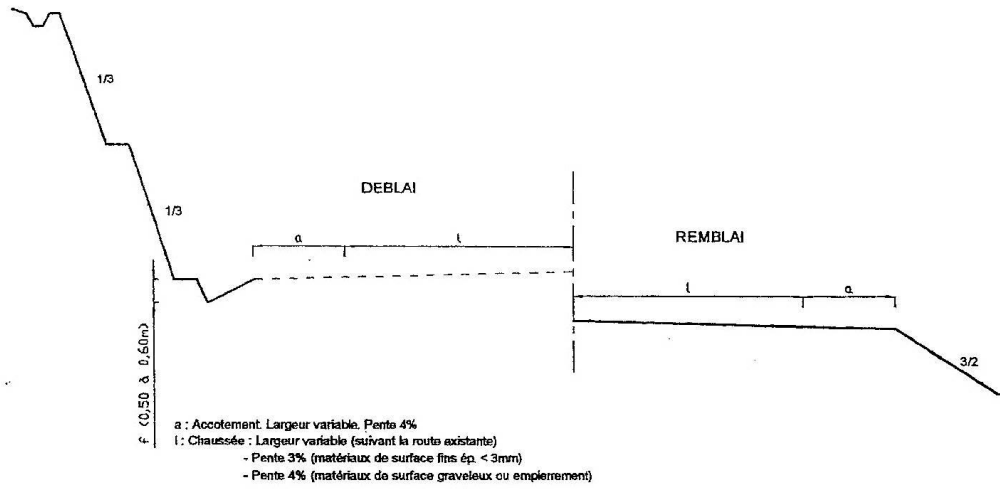 1/3
DEBLAI
1/3
a
l
REMBLAI
l
a
3/2
f (0,50 à 0,60m)
a : Accotement. Largeur variable. Pente 4%
l : Chaussée : Largeur variable (suivant la route existante)
- Pente 3% (matériaux de surface fins ép. < 3mm)
- Pente 4% (matériaux de surface graveleux ou empierrement)